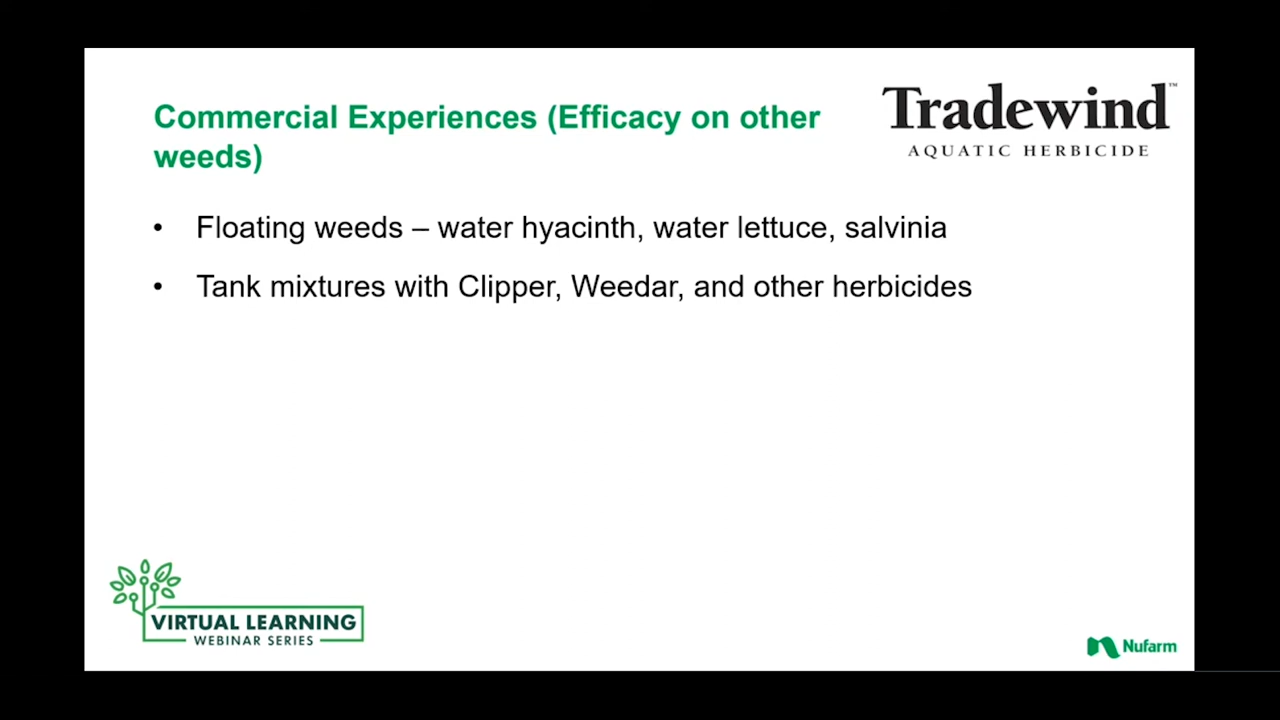 Commercial Experiences (Efficacy on other
weeds)
Tradewind™
AQUATIC HERBICIDE
• Floating weeds – water hyacinth, water lettuce, salvinia
• Tank mixtures with Clipper, Weedar, and other herbicides
VIRTUAL LEARNING
WEBINAR SERIES
Nufarm